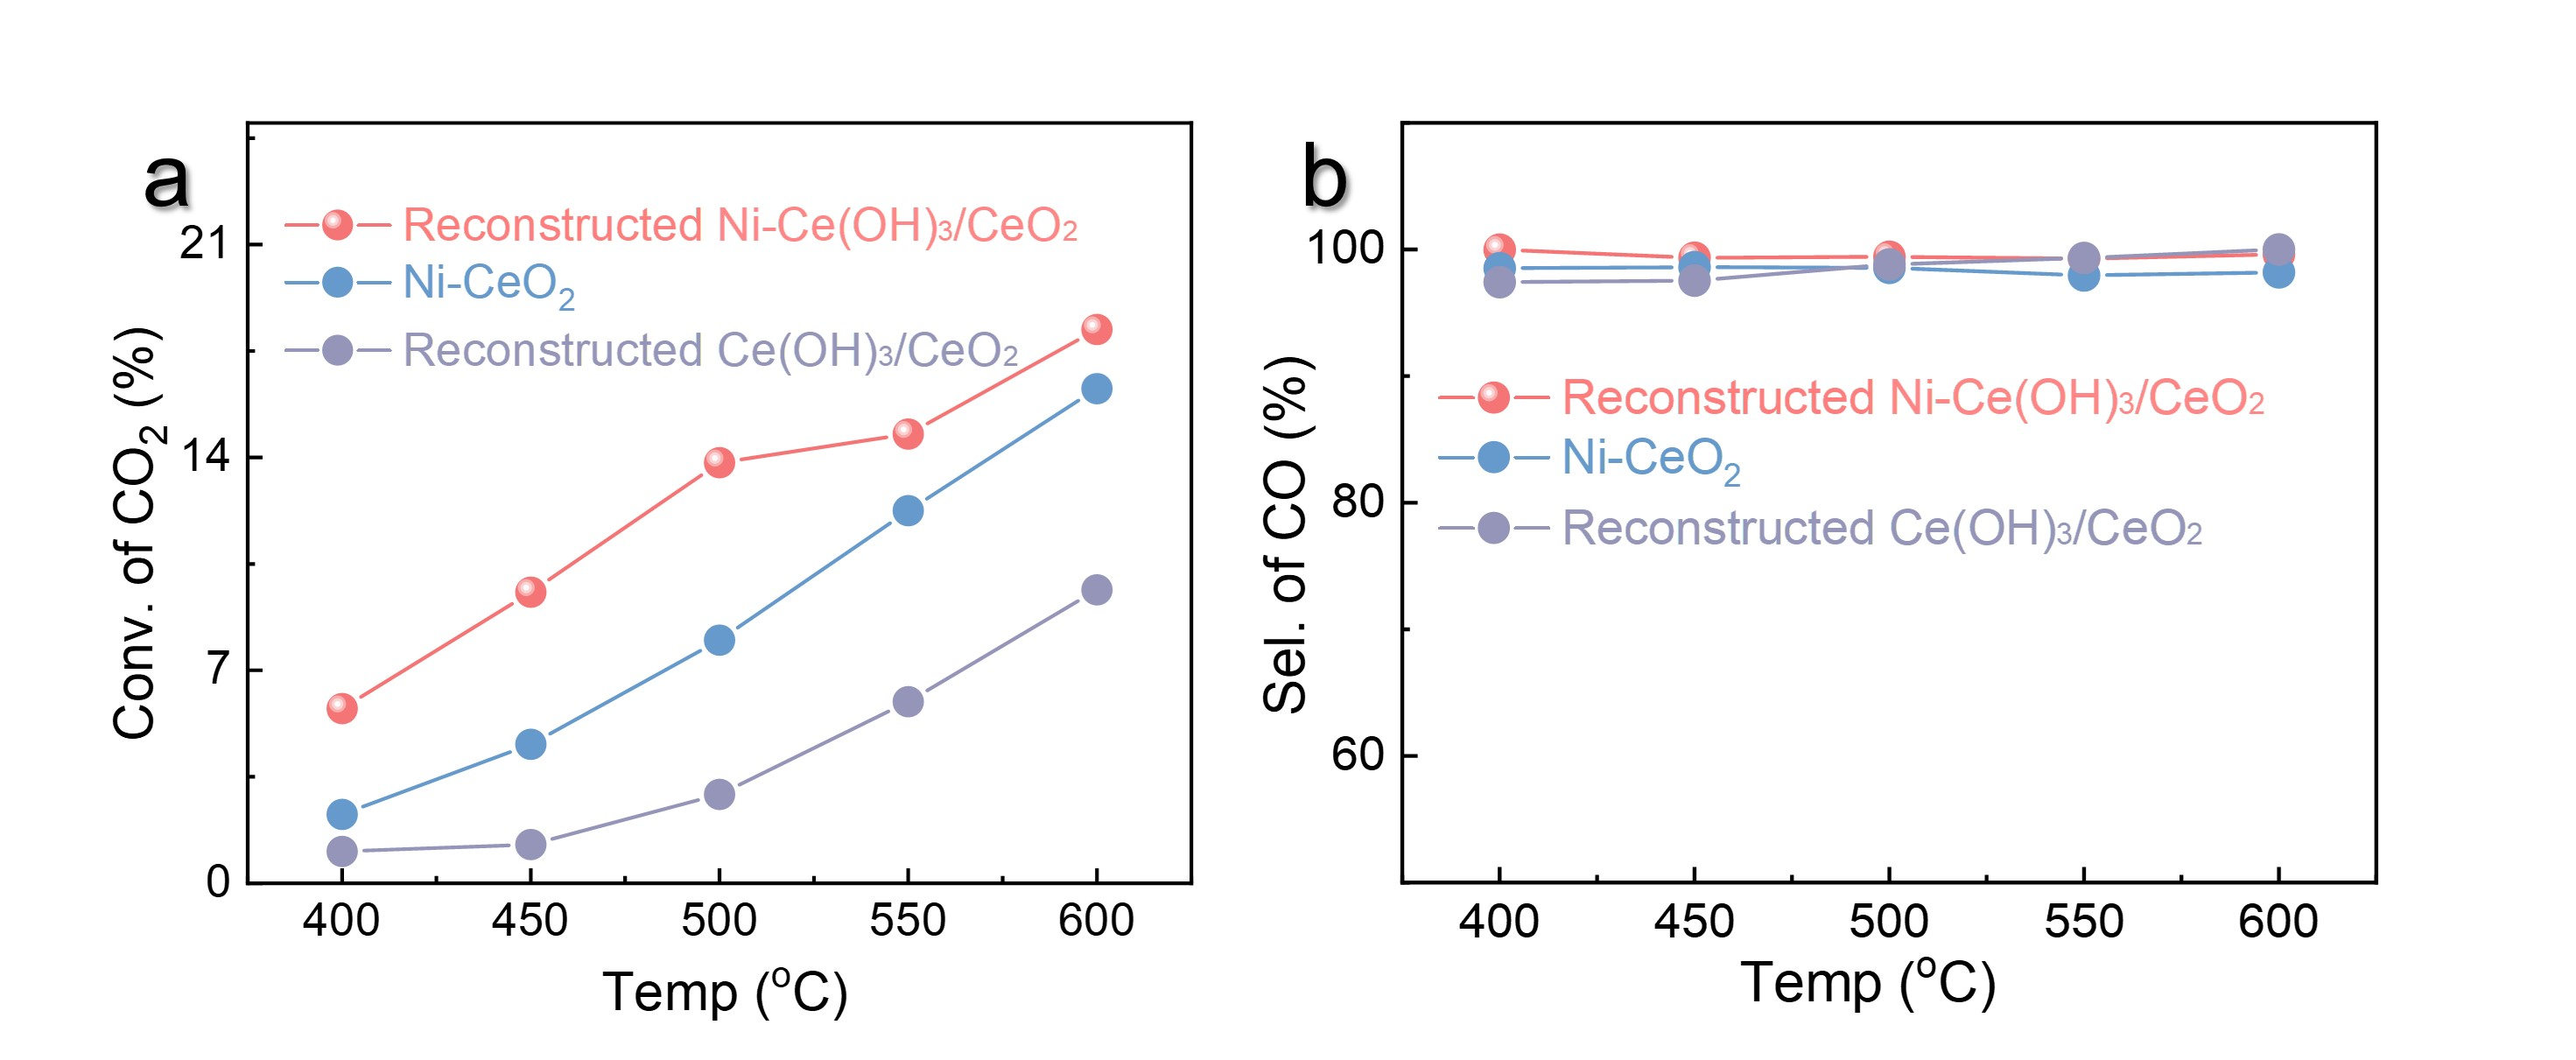 a
Reconstructed Ni-Ce(OH)₃/CeO₂
Ni-CeO₂
Reconstructed Ce(OH)₃/CeO₂
21
14
7
0
Conv. of CO₂ (%)
400 450 500 550 600
Temp (°C)
b
100
80
60
Sel. of CO (%)
Reconstructed Ni-Ce(OH)₃/CeO₂
Ni-CeO₂
Reconstructed Ce(OH)₃/CeO₂
400 450 500 550 600
Temp (°C)